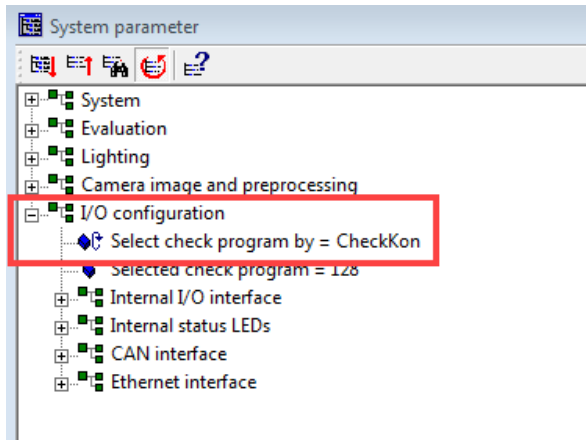 System parameter
System
Evaluation
Lighting
Camera image and preprocessing
I/O configuration
Select check program by = CheckKon
Selected check program = 128
Internal I/O interface
Internal status LEDs
CAN interface
Ethernet interface